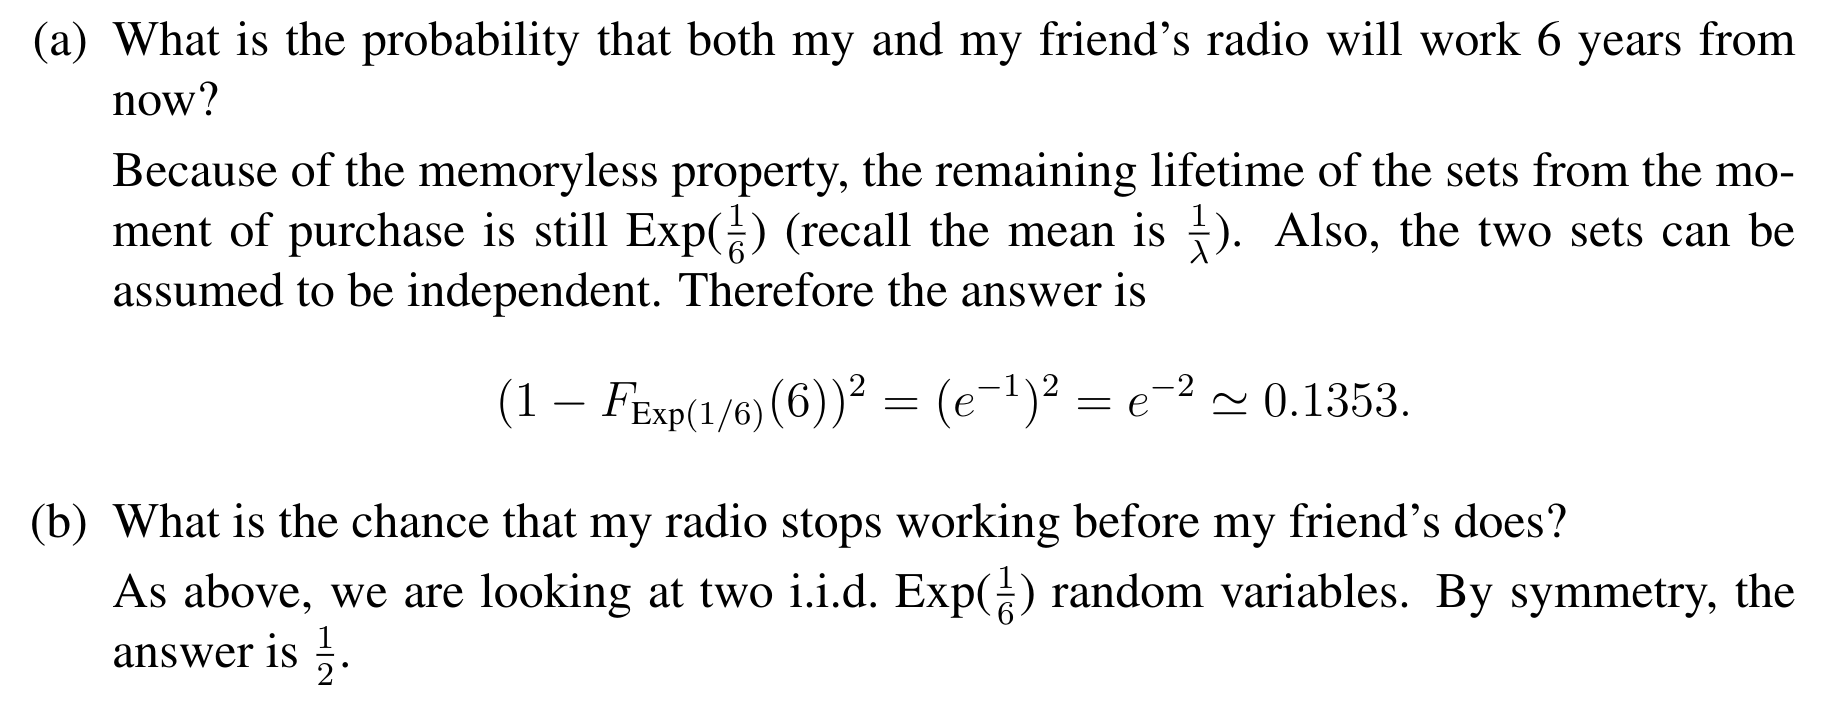 (a) What is the probability that both my and my friend's radio will work 6 years from
now?
Because of the memoryless property, the remaining lifetime of the sets from the mo-
ment of purchase is still Exp(1/6) (recall the mean is 1/λ). Also, the two sets can be
assumed to be independent. Therefore the answer is
(1 − F_Exp(1/6)(6))² = (e⁻¹)² = e⁻² ≃ 0.1353.
(b) What is the chance that my radio stops working before my friend's does?
As above, we are looking at two i.i.d. Exp(1/6) random variables. By symmetry, the
answer is 1/2.